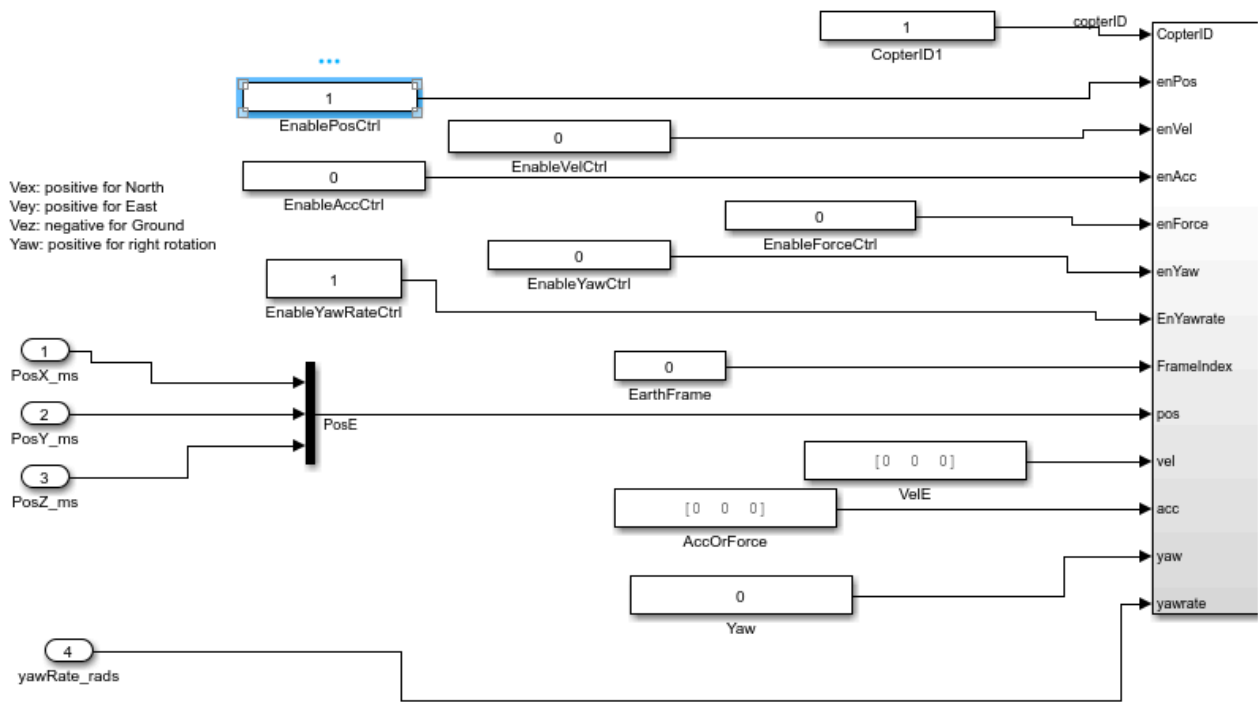 copterID
1
CopterID1
CopterID
1
EnablePosCtrl
enPos
0
EnableVelCtrl
enVel
0
EnableAccCtrl
enAcc
Vex: positive for North
Vey: positive for East
Vez: negative for Ground
Yaw: positive for right rotation
0
EnableForceCtrl
enForce
0
EnableYawCtrl
enYaw
1
EnableYawRateCtrl
EnYawrate
1
PosX_ms
0
EarthFrame
FrameIndex
2
PosY_ms
PosE
pos
3
PosZ_ms
[0 0 0]
VelE
vel
[0 0 0]
AccOrForce
acc
0
Yaw
yaw
yawrate
4
yawRate_rads